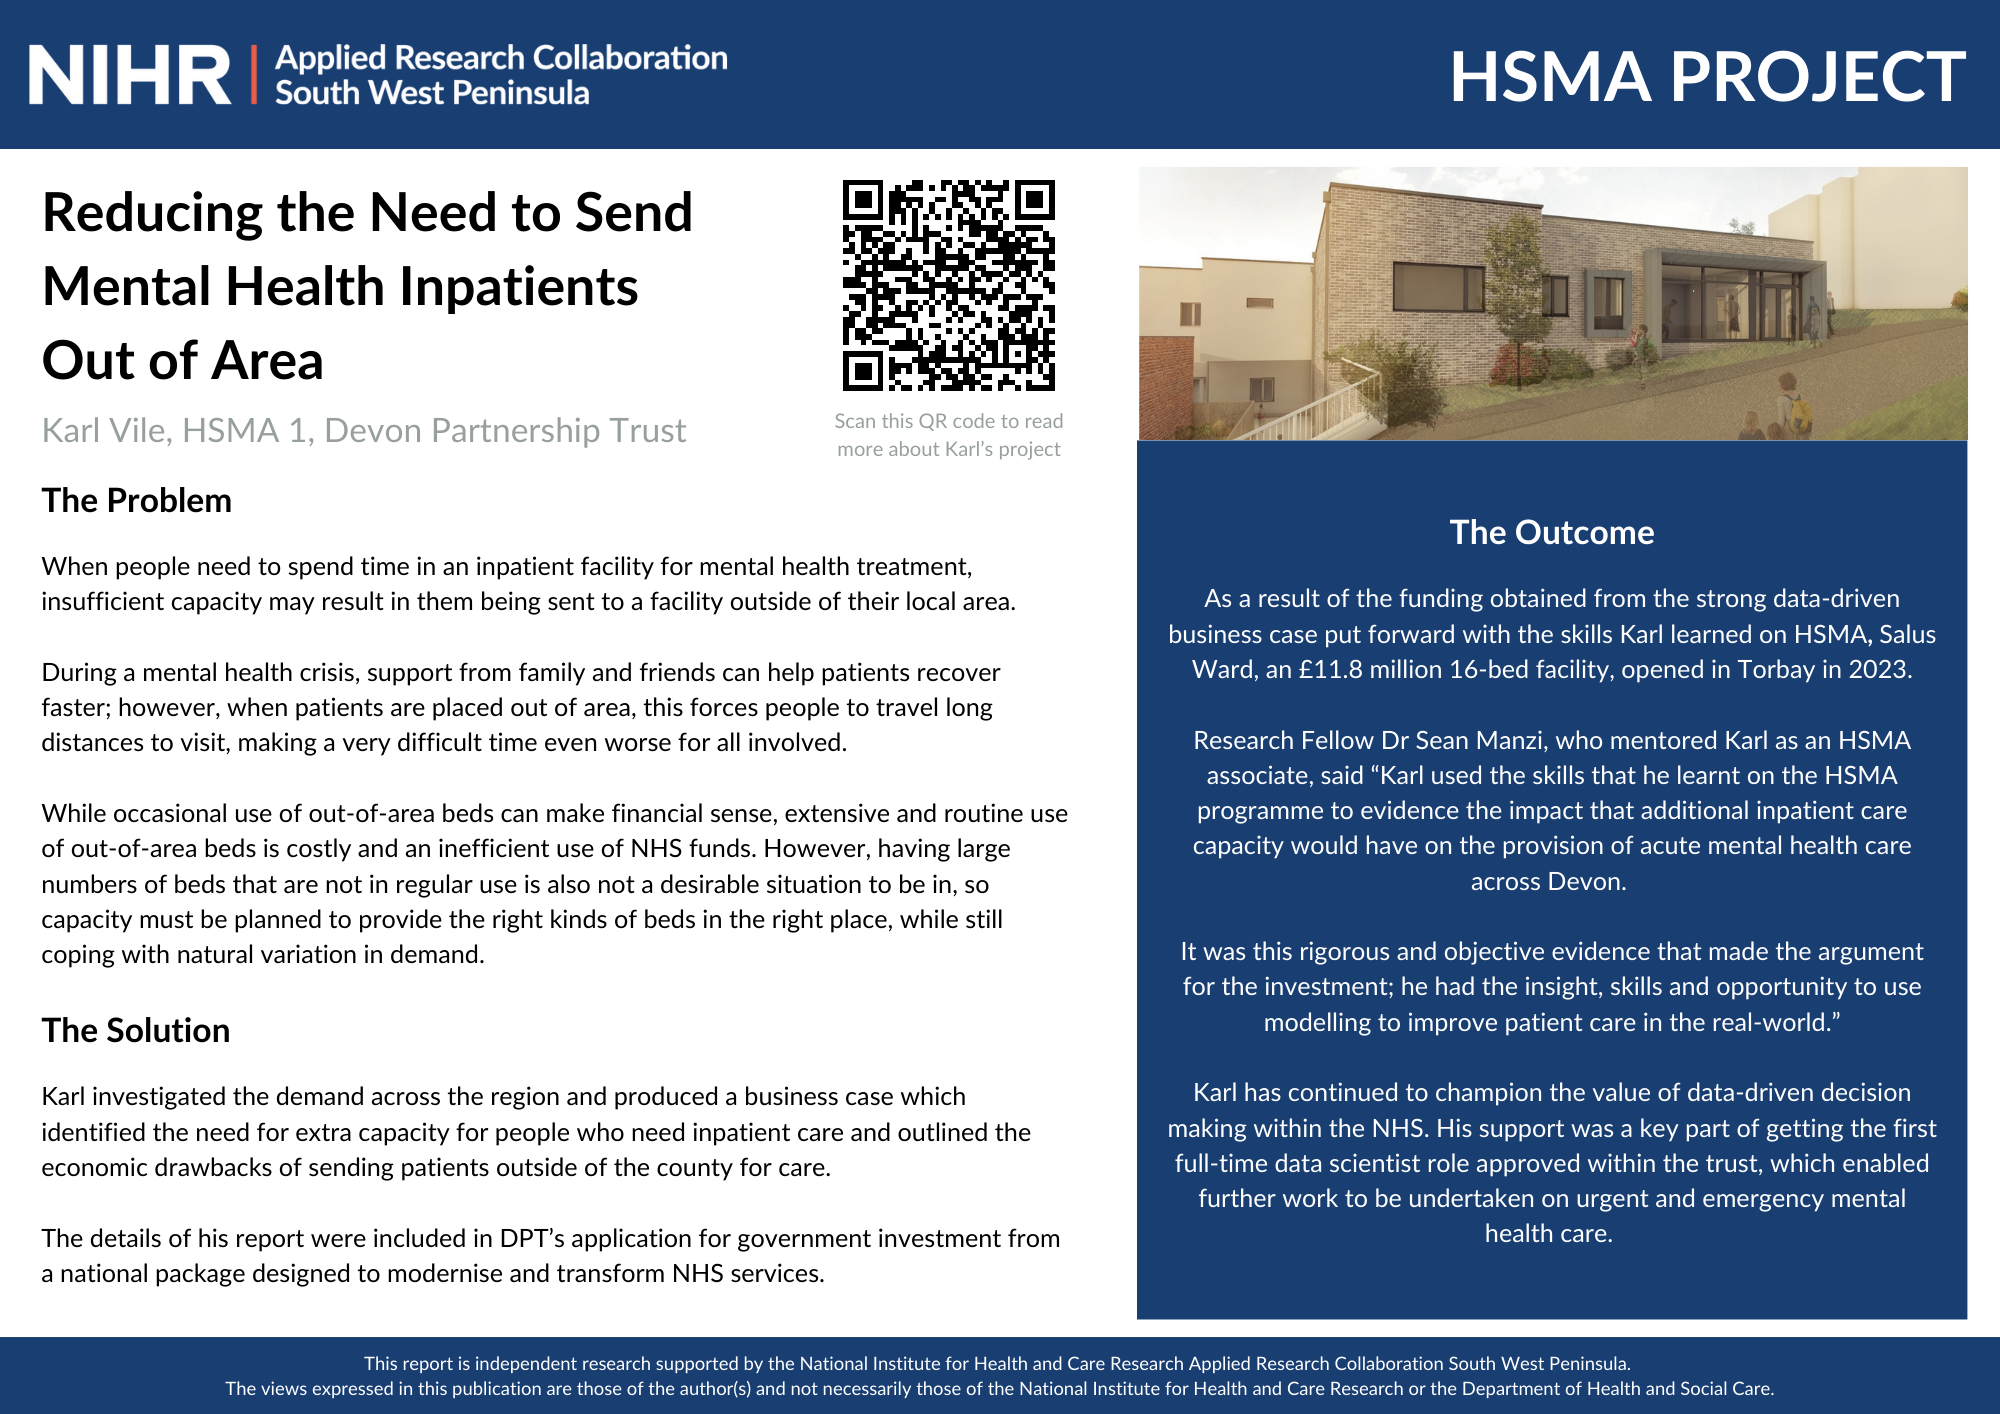 NIHR | Applied Research Collaboration
South West Peninsula
HSMA PROJECT
Reducing the Need to Send
Mental Health Inpatients
Out of Area
Karl Vile, HSMA 1, Devon Partnership Trust
Scan this QR code to read
more about Karl's project
The Problem
When people need to spend time in an inpatient facility for mental health treatment,
insufficient capacity may result in them being sent to a facility outside of their local area.
During a mental health crisis, support from family and friends can help patients recover
faster; however, when patients are placed out of area, this forces people to travel long
distances to visit, making a very difficult time even worse for all involved.
While occasional use of out-of-area beds can make financial sense, extensive and routine use
of out-of-area beds is costly and an inefficient use of NHS funds. However, having large
numbers of beds that are not in regular use is also not a desirable situation to be in, so
capacity must be planned to provide the right kinds of beds in the right place, while still
coping with natural variation in demand.
The Solution
Karl investigated the demand across the region and produced a business case which
identified the need for extra capacity for people who need inpatient care and outlined the
economic drawbacks of sending patients outside of the county for care.
The details of his report were included in DPT's application for government investment from
a national package designed to modernise and transform NHS services.
The Outcome
As a result of the funding obtained from the strong data-driven
business case put forward with the skills Karl learned on HSMA, Salus
Ward, an £11.8 million 16-bed facility, opened in Torbay in 2023.
Research Fellow Dr Sean Manzi, who mentored Karl as an HSMA
associate, said “Karl used the skills that he learnt on the HSMA
programme to evidence the impact that additional inpatient care
capacity would have on the provision of acute mental health care
across Devon.
It was this rigorous and objective evidence that made the argument
for the investment; he had the insight, skills and opportunity to use
modelling to improve patient care in the real-world.”
Karl has continued to champion the value of data-driven decision
making within the NHS. His support was a key part of getting the first
full-time data scientist role approved within the trust, which enabled
further work to be undertaken on urgent and emergency mental
health care.
This report is independent research supported by the National Institute for Health and Care Research Applied Research Collaboration South West Peninsula.
The views expressed in this publication are those of the author(s) and not necessarily those of the National Institute for Health and Care Research or the Department of Health and Social Care.